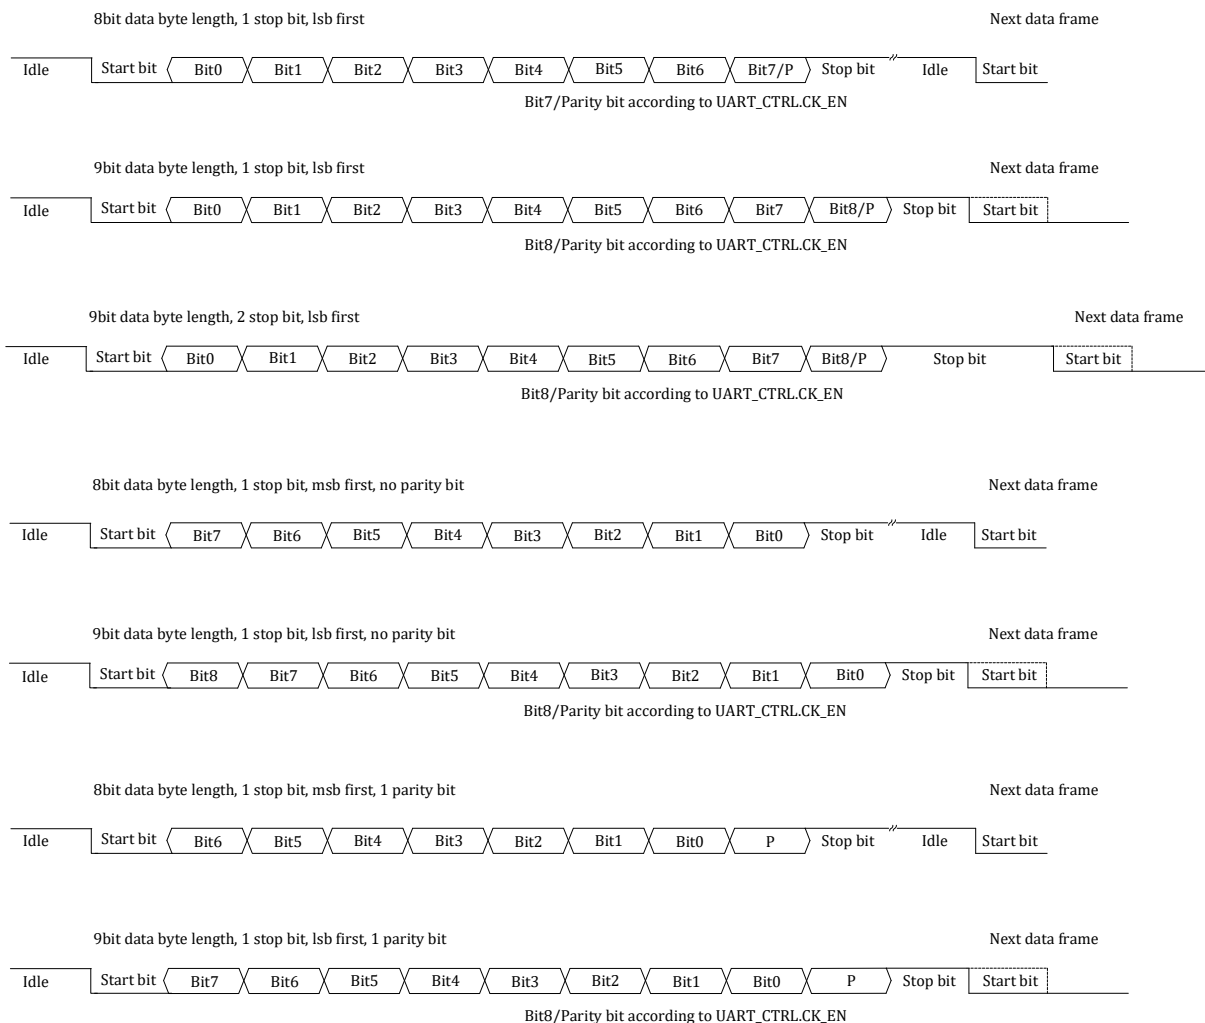 8bit data byte length, 1 stop bit, lsb first Next data frame
Idle Start bit Bit0 Bit1 Bit2 Bit3 Bit4 Bit5 Bit6 Bit7/P Stop bit Idle Start bit
Bit7/Parity bit according to UART_CTRL.CK_EN
9bit data byte length, 1 stop bit, lsb first Next data frame
Idle Start bit Bit0 Bit1 Bit2 Bit3 Bit4 Bit5 Bit6 Bit7 Bit8/P Stop bit Start bit
Bit8/Parity bit according to UART_CTRL.CK_EN
9bit data byte length, 2 stop bit, lsb first Next data frame
Idle Start bit Bit0 Bit1 Bit2 Bit3 Bit4 Bit5 Bit6 Bit7 Bit8/P Stop bit Start bit
Bit8/Parity bit according to UART_CTRL.CK_EN
8bit data byte length, 1 stop bit, msb first, no parity bit Next data frame
Idle Start bit Bit7 Bit6 Bit5 Bit4 Bit3 Bit2 Bit1 Bit0 Stop bit Idle Start bit
9bit data byte length, 1 stop bit, lsb first, no parity bit Next data frame
Idle Start bit Bit8 Bit7 Bit6 Bit5 Bit4 Bit3 Bit2 Bit1 Bit0 Stop bit Start bit
Bit8/Parity bit according to UART_CTRL.CK_EN
8bit data byte length, 1 stop bit, msb first, 1 parity bit Next data frame
Idle Start bit Bit6 Bit5 Bit4 Bit3 Bit2 Bit1 Bit0 P Stop bit Idle Start bit
9bit data byte length, 1 stop bit, lsb first, 1 parity bit Next data frame
Idle Start bit Bit7 Bit6 Bit5 Bit4 Bit3 Bit2 Bit1 Bit0 P Stop bit Start bit
Bit8/Parity bit according to UART_CTRL.CK_EN